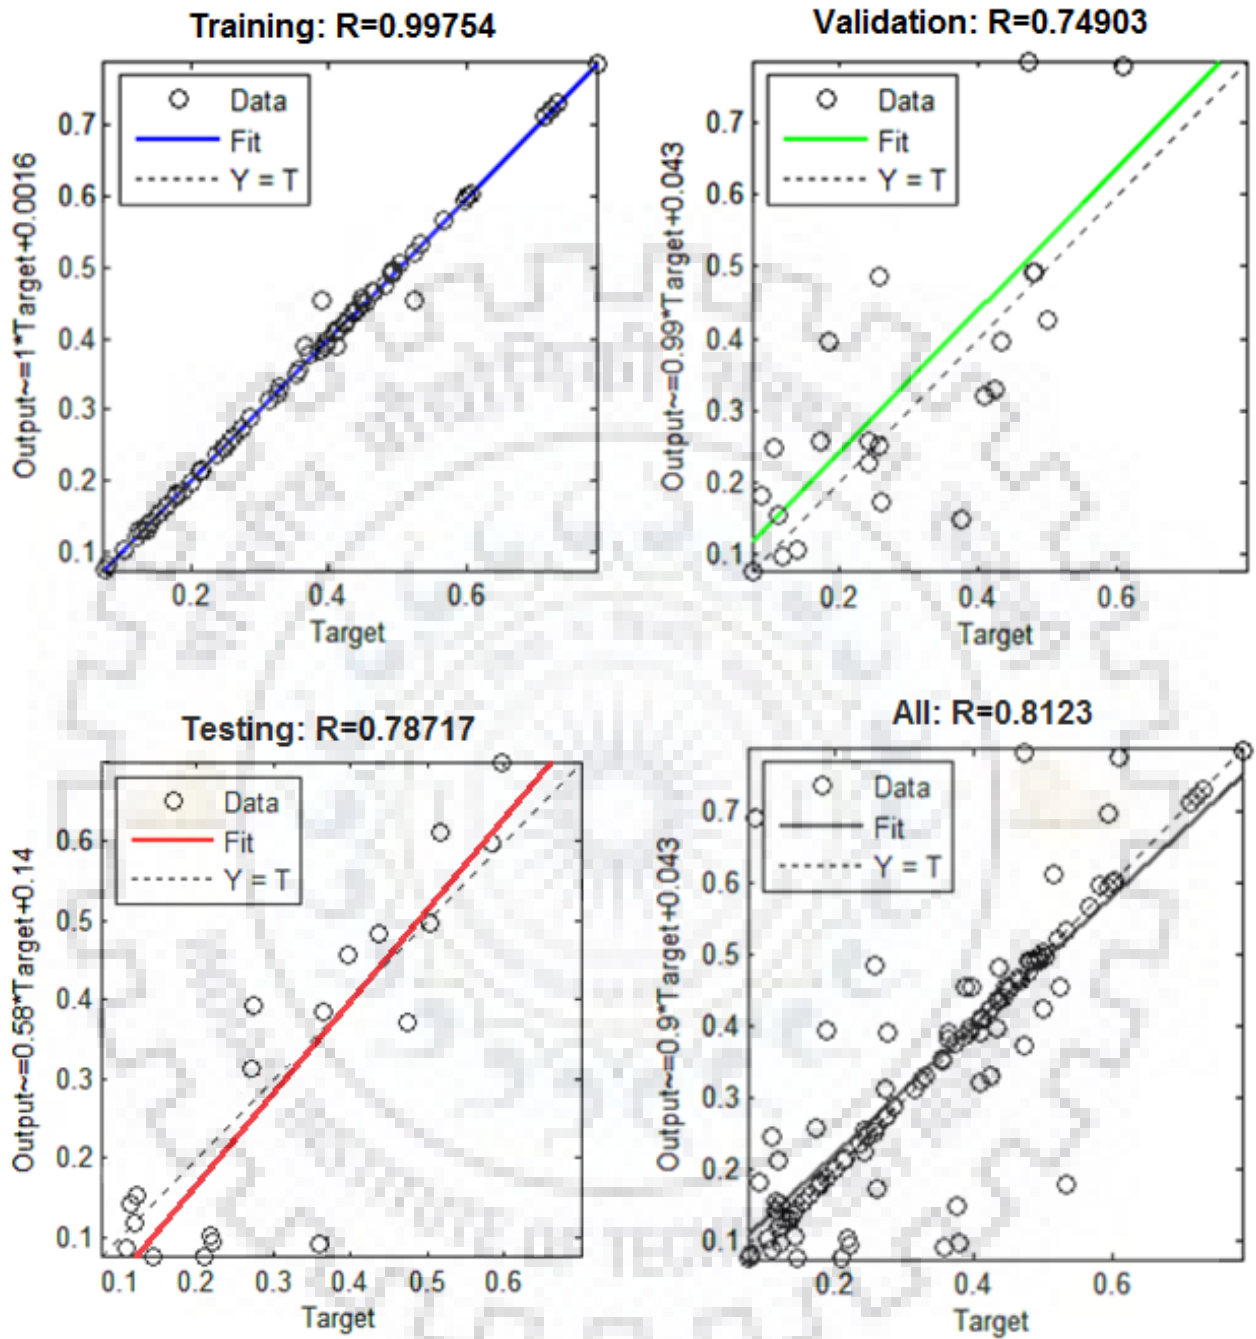 Training: R=0.99754
Output~=1*Target+0.0016
Data
Fit
Y = T
0.7
0.6
0.5
0.4
0.3
0.2
0.1
0.2
0.4
0.6
Target
Validation: R=0.74903
Output~=0.99*Target+0.043
Data
Fit
Y = T
0.7
0.6
0.5
0.4
0.3
0.2
0.1
0.2
0.4
0.6
Target
Testing: R=0.78717
Output~=0.58*Target+0.14
Data
Fit
Y = T
0.6
0.5
0.4
0.3
0.2
0.1
0.1
0.2
0.3
0.4
0.5
0.6
Target
All: R=0.8123
Output~=0.9*Target+0.043
Data
Fit
Y = T
0.7
0.6
0.5
0.4
0.3
0.2
0.1
0.2
0.4
0.6
Target